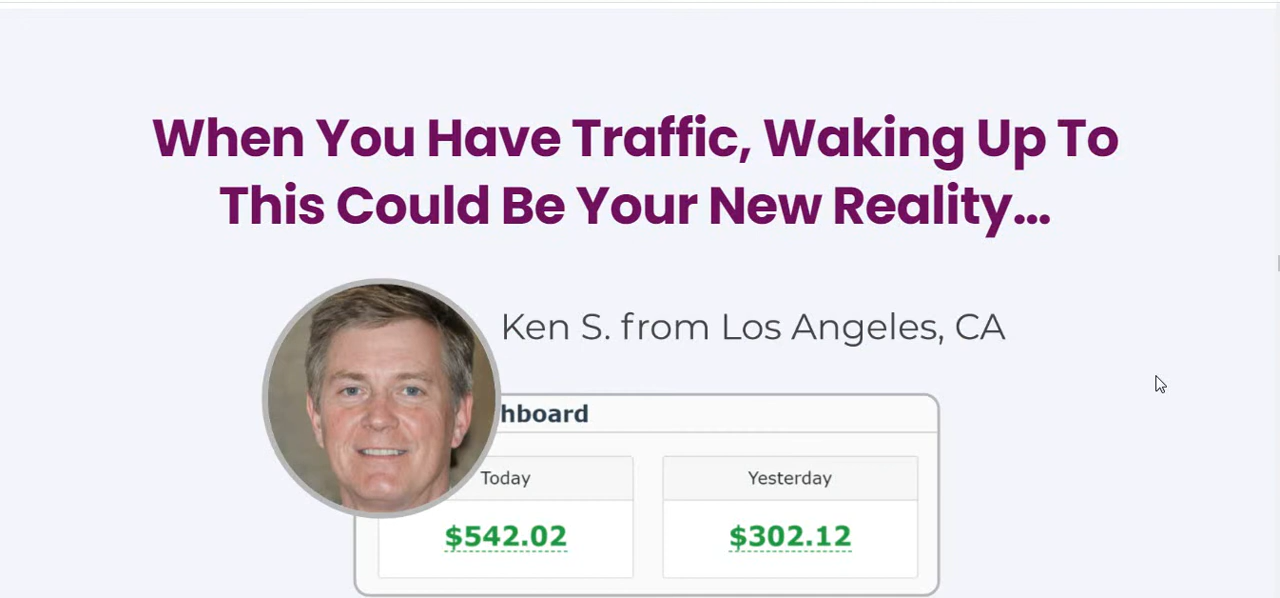 When You Have Traffic, Waking Up To
This Could Be Your New Reality...
Ken S. from Los Angeles, CA
hboard
Today
Yesterday
$542.02
$302.12